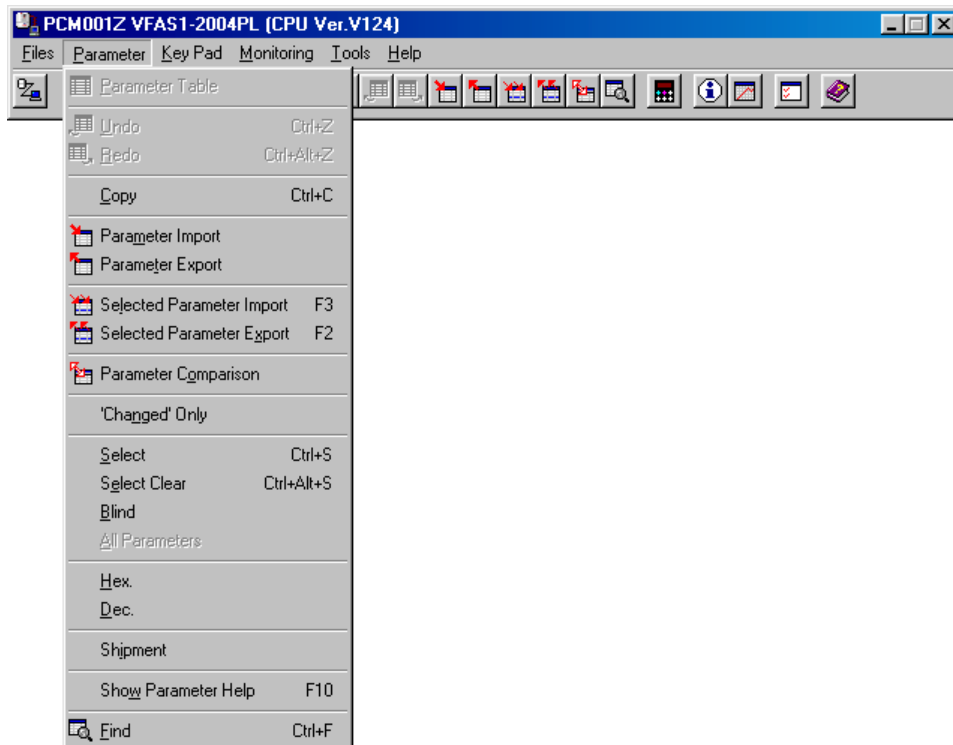 PCM001Z VFAS1-2004PL (CPU Ver.V124)
Files Parameter Key Pad Monitoring Tools Help
Parameter Table
Undo Ctrl+Z
Redo Ctrl+Alt+Z
Copy Ctrl+C
Parameter Import
Parameter Export
Selected Parameter Import F3
Selected Parameter Export F2
Parameter Comparison
'Changed' Only
Select Ctrl+S
Select Clear Ctrl+Alt+S
Blind
All Parameters
Hex.
Dec.
Shipment
Show Parameter Help F10
Find Ctrl+F